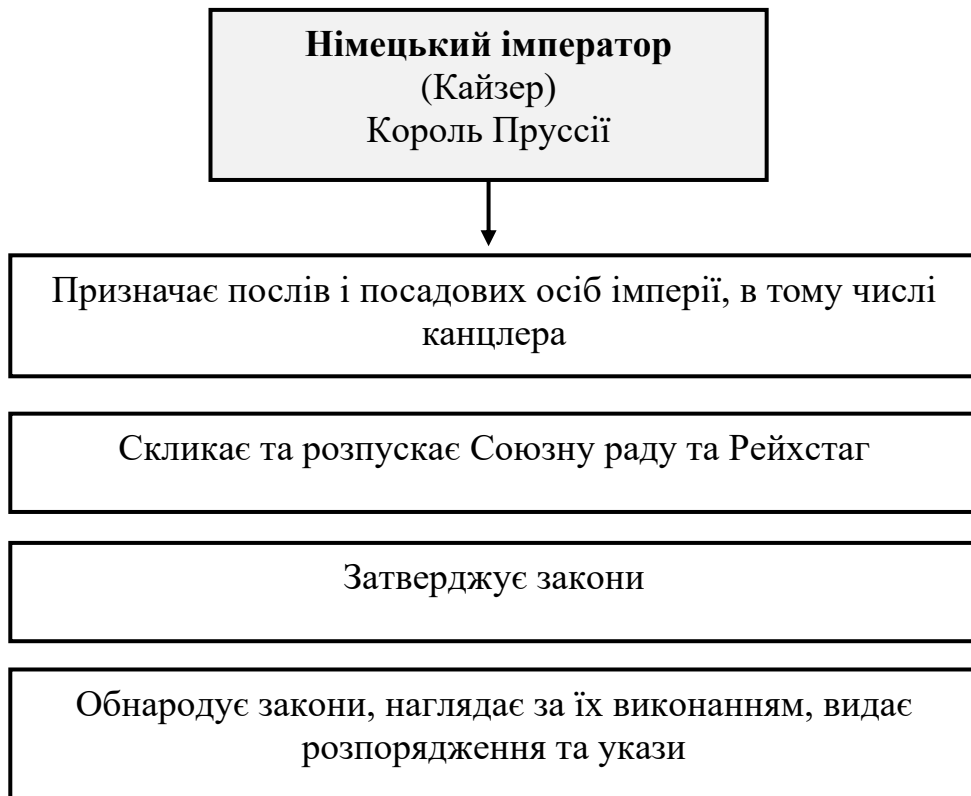 Німецький імператор
(Кайзер)
Король Пруссії
Призначає послів і посадових осіб імперії, в тому числі
канцлера
Скликає та розпускає Союзну раду та Рейхстаг
Затверджує закони
Обнародує закони, наглядає за їх виконанням, видає
розпорядження та укази